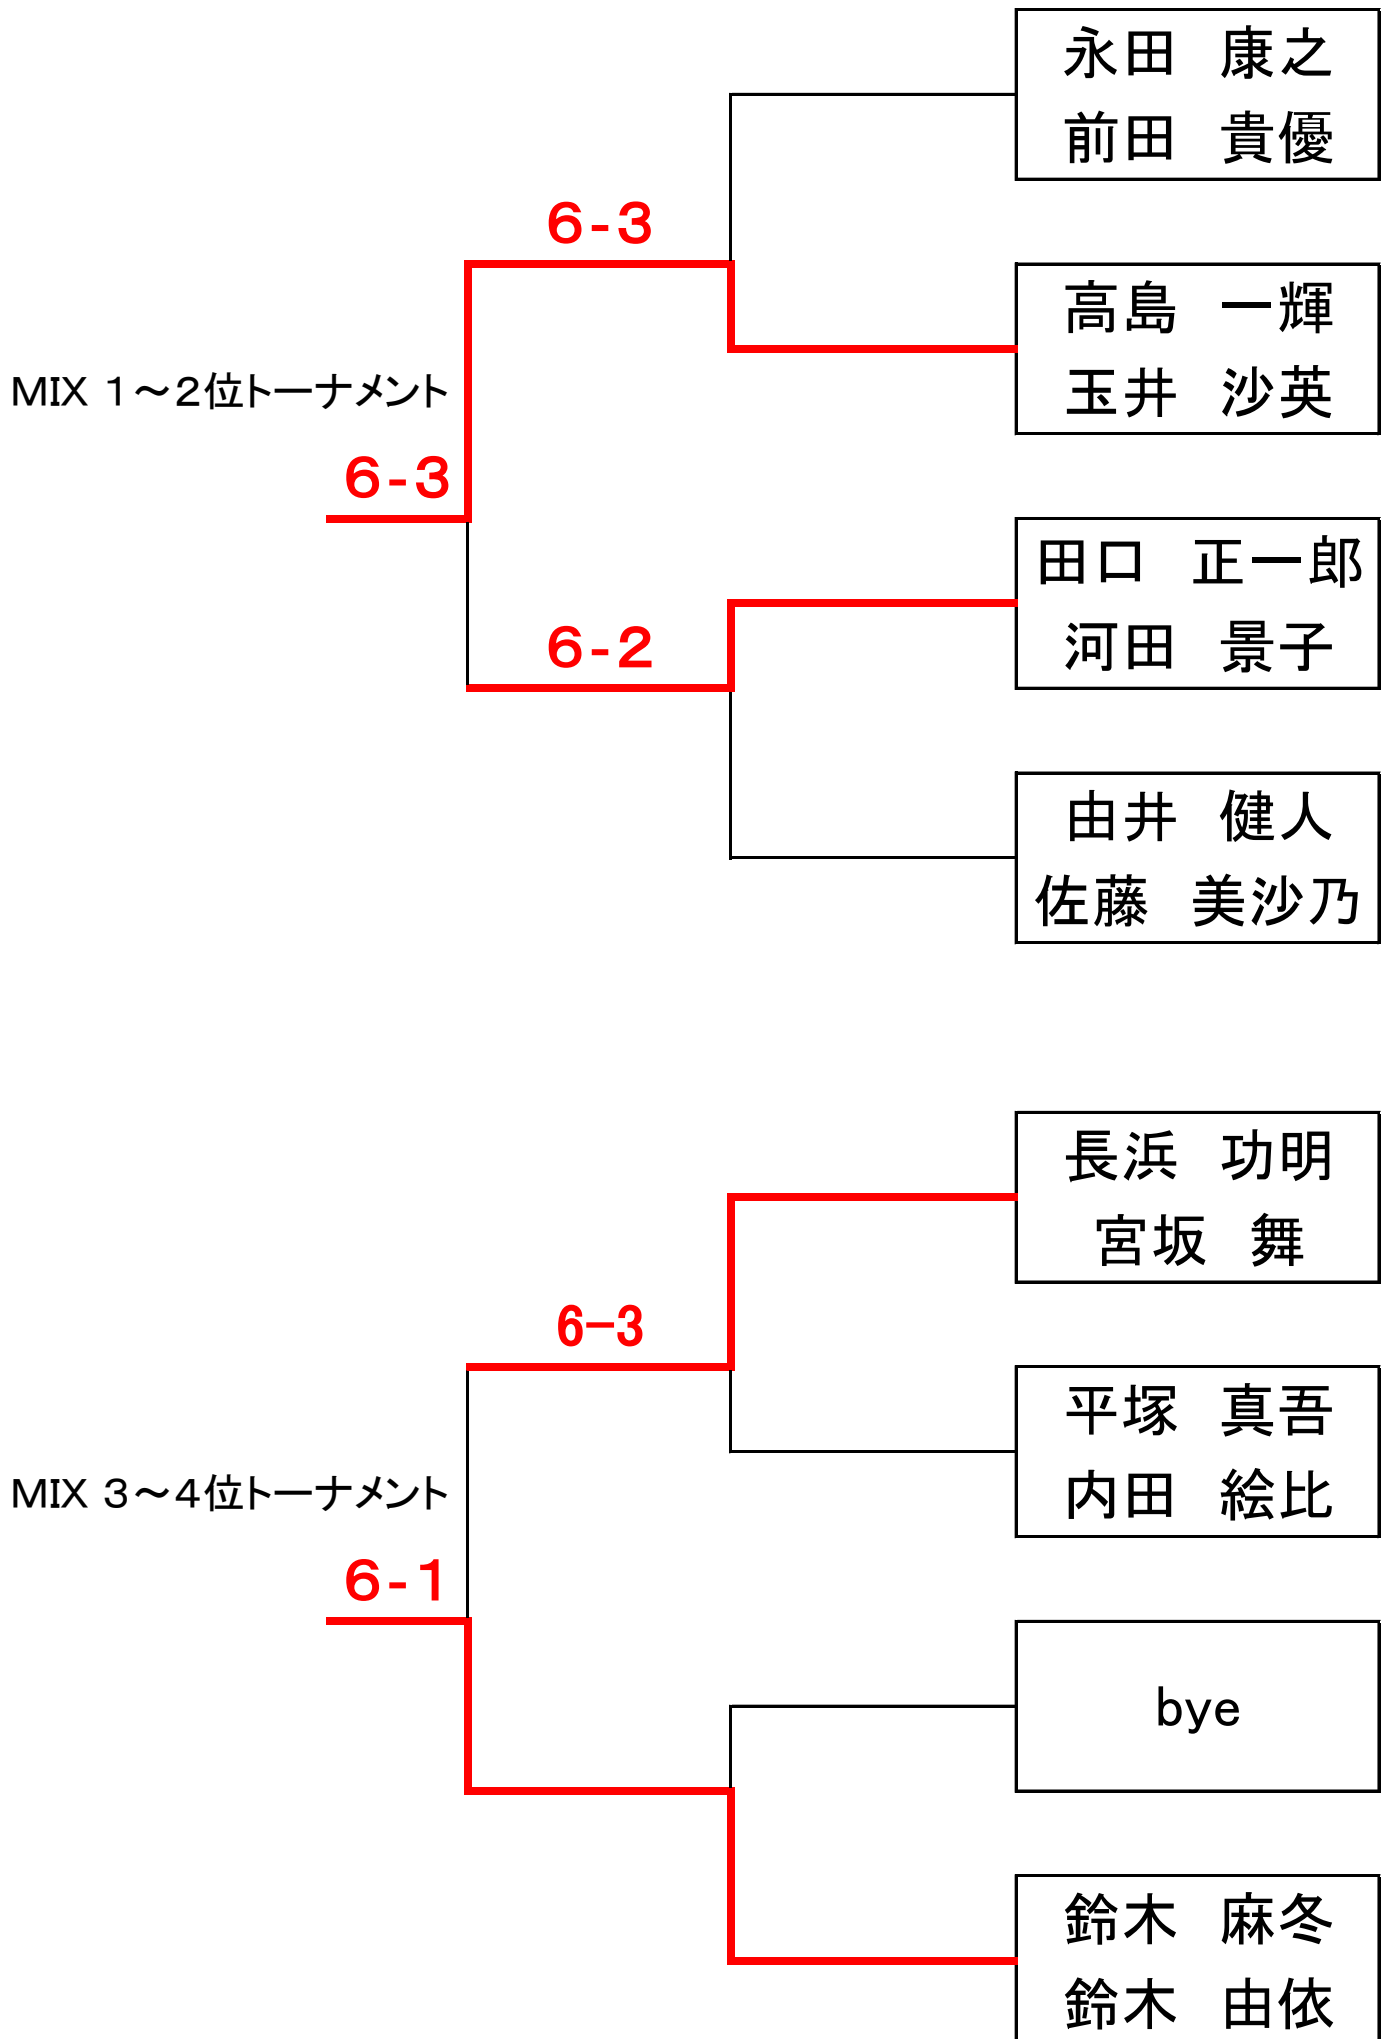 永田　康之
前田　貴優
６-３
高島　一輝
玉井　沙英
MIX １～２位トーナメント
６-３
田口　正一郎
河田　景子
６-２
由井　健人
佐藤　美沙乃
長浜　功明
宮坂　舞
6-3
平塚　真吾
内田　絵比
MIX ３～４位トーナメント
６-１
bye
鈴木　麻冬
鈴木　由依